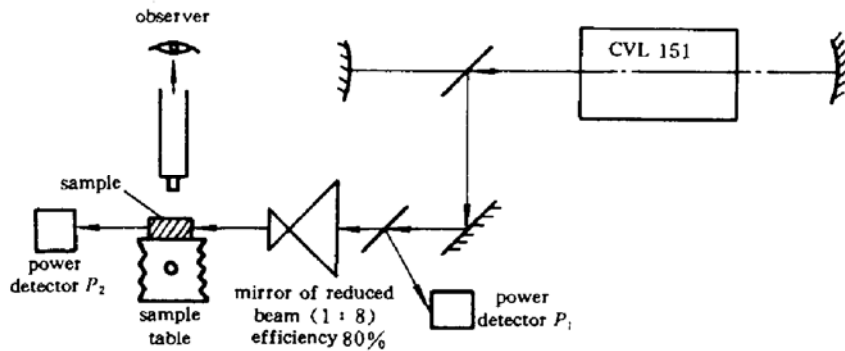 observer
CVL 151
sample
power
detector P₂
sample
table
mirror of reduced
beam (1 : 8)
efficiency 80%
power
detector P₁